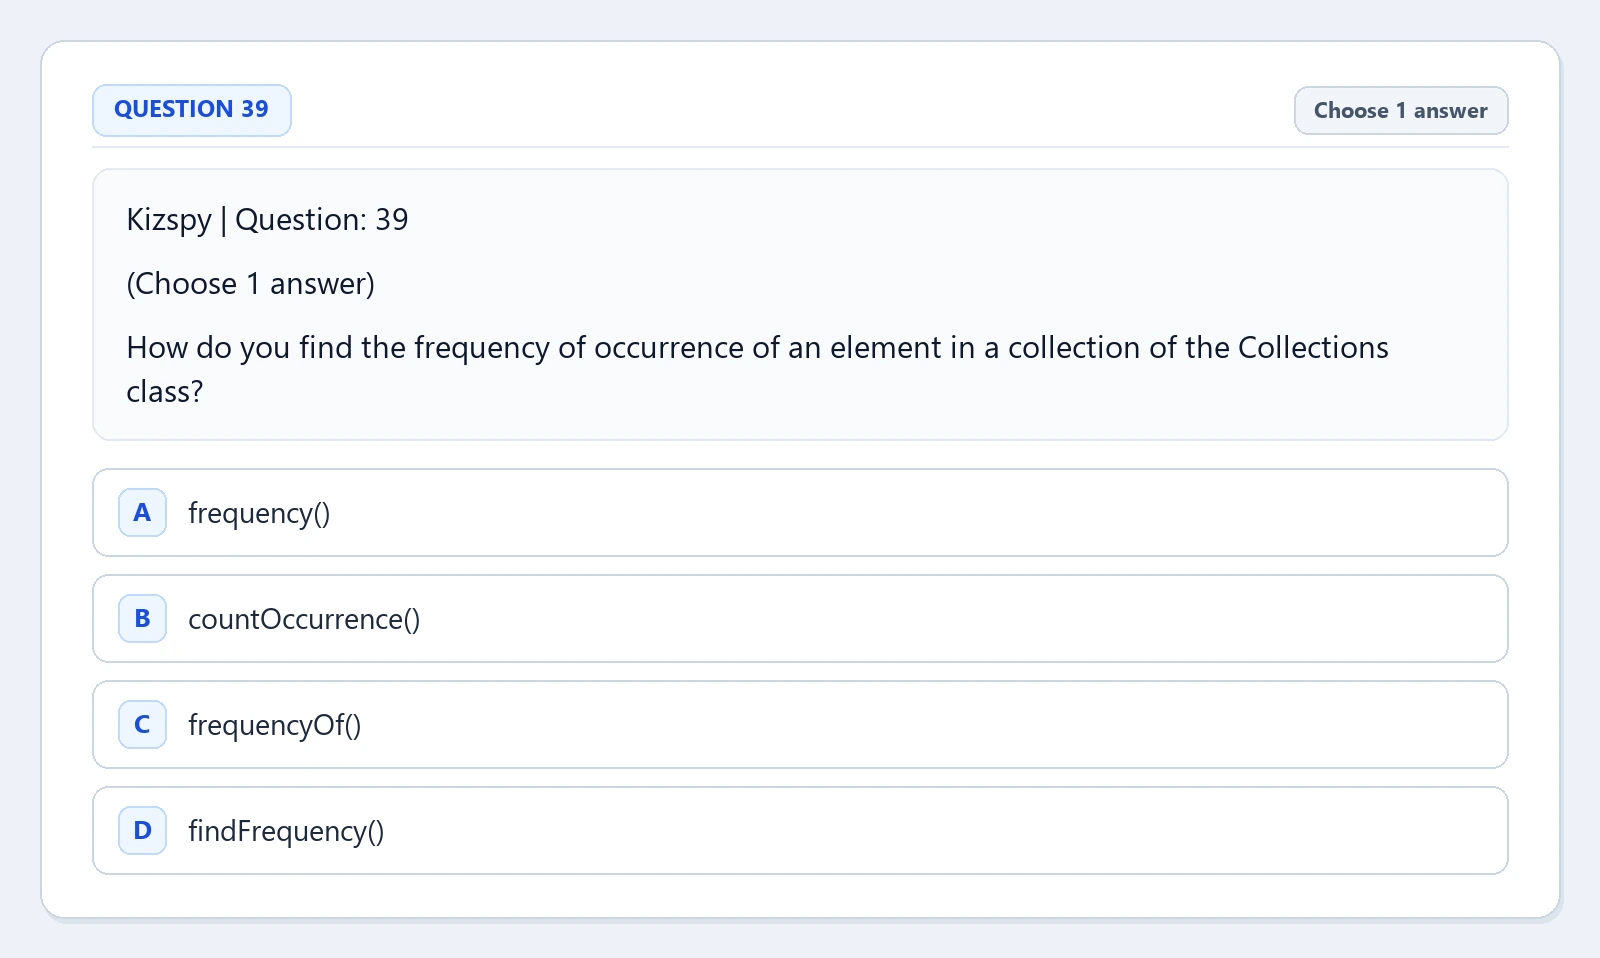 QUESTION 39
Choose 1 answer
Kizspy | Question: 39
(Choose 1 answer)
How do you find the frequency of occurrence of an element in a collection of the Collections
class?
A frequency()
B countOccurrence()
C frequencyOf()
D findFrequency()